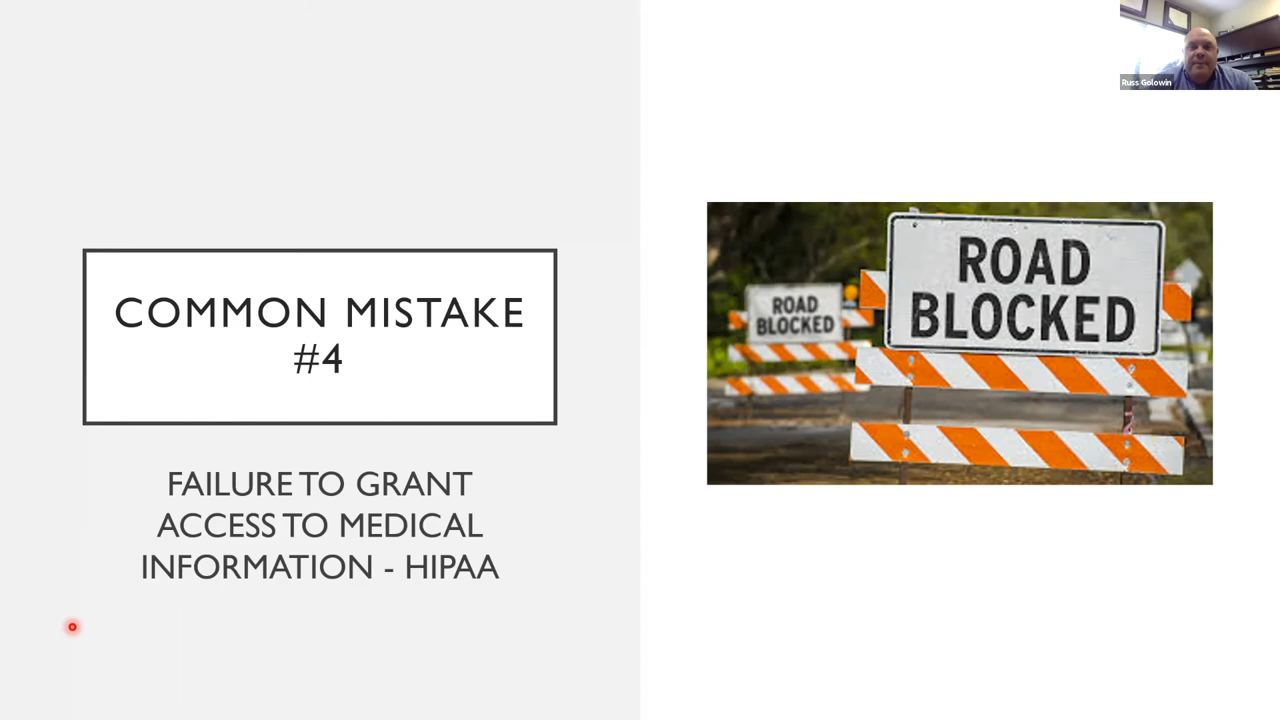 Russ Golowin
COMMON MISTAKE
#4
FAILURE TO GRANT
ACCESS TO MEDICAL
INFORMATION - HIPAA
ROAD
BLOCKED
ROAD
BLOCKED